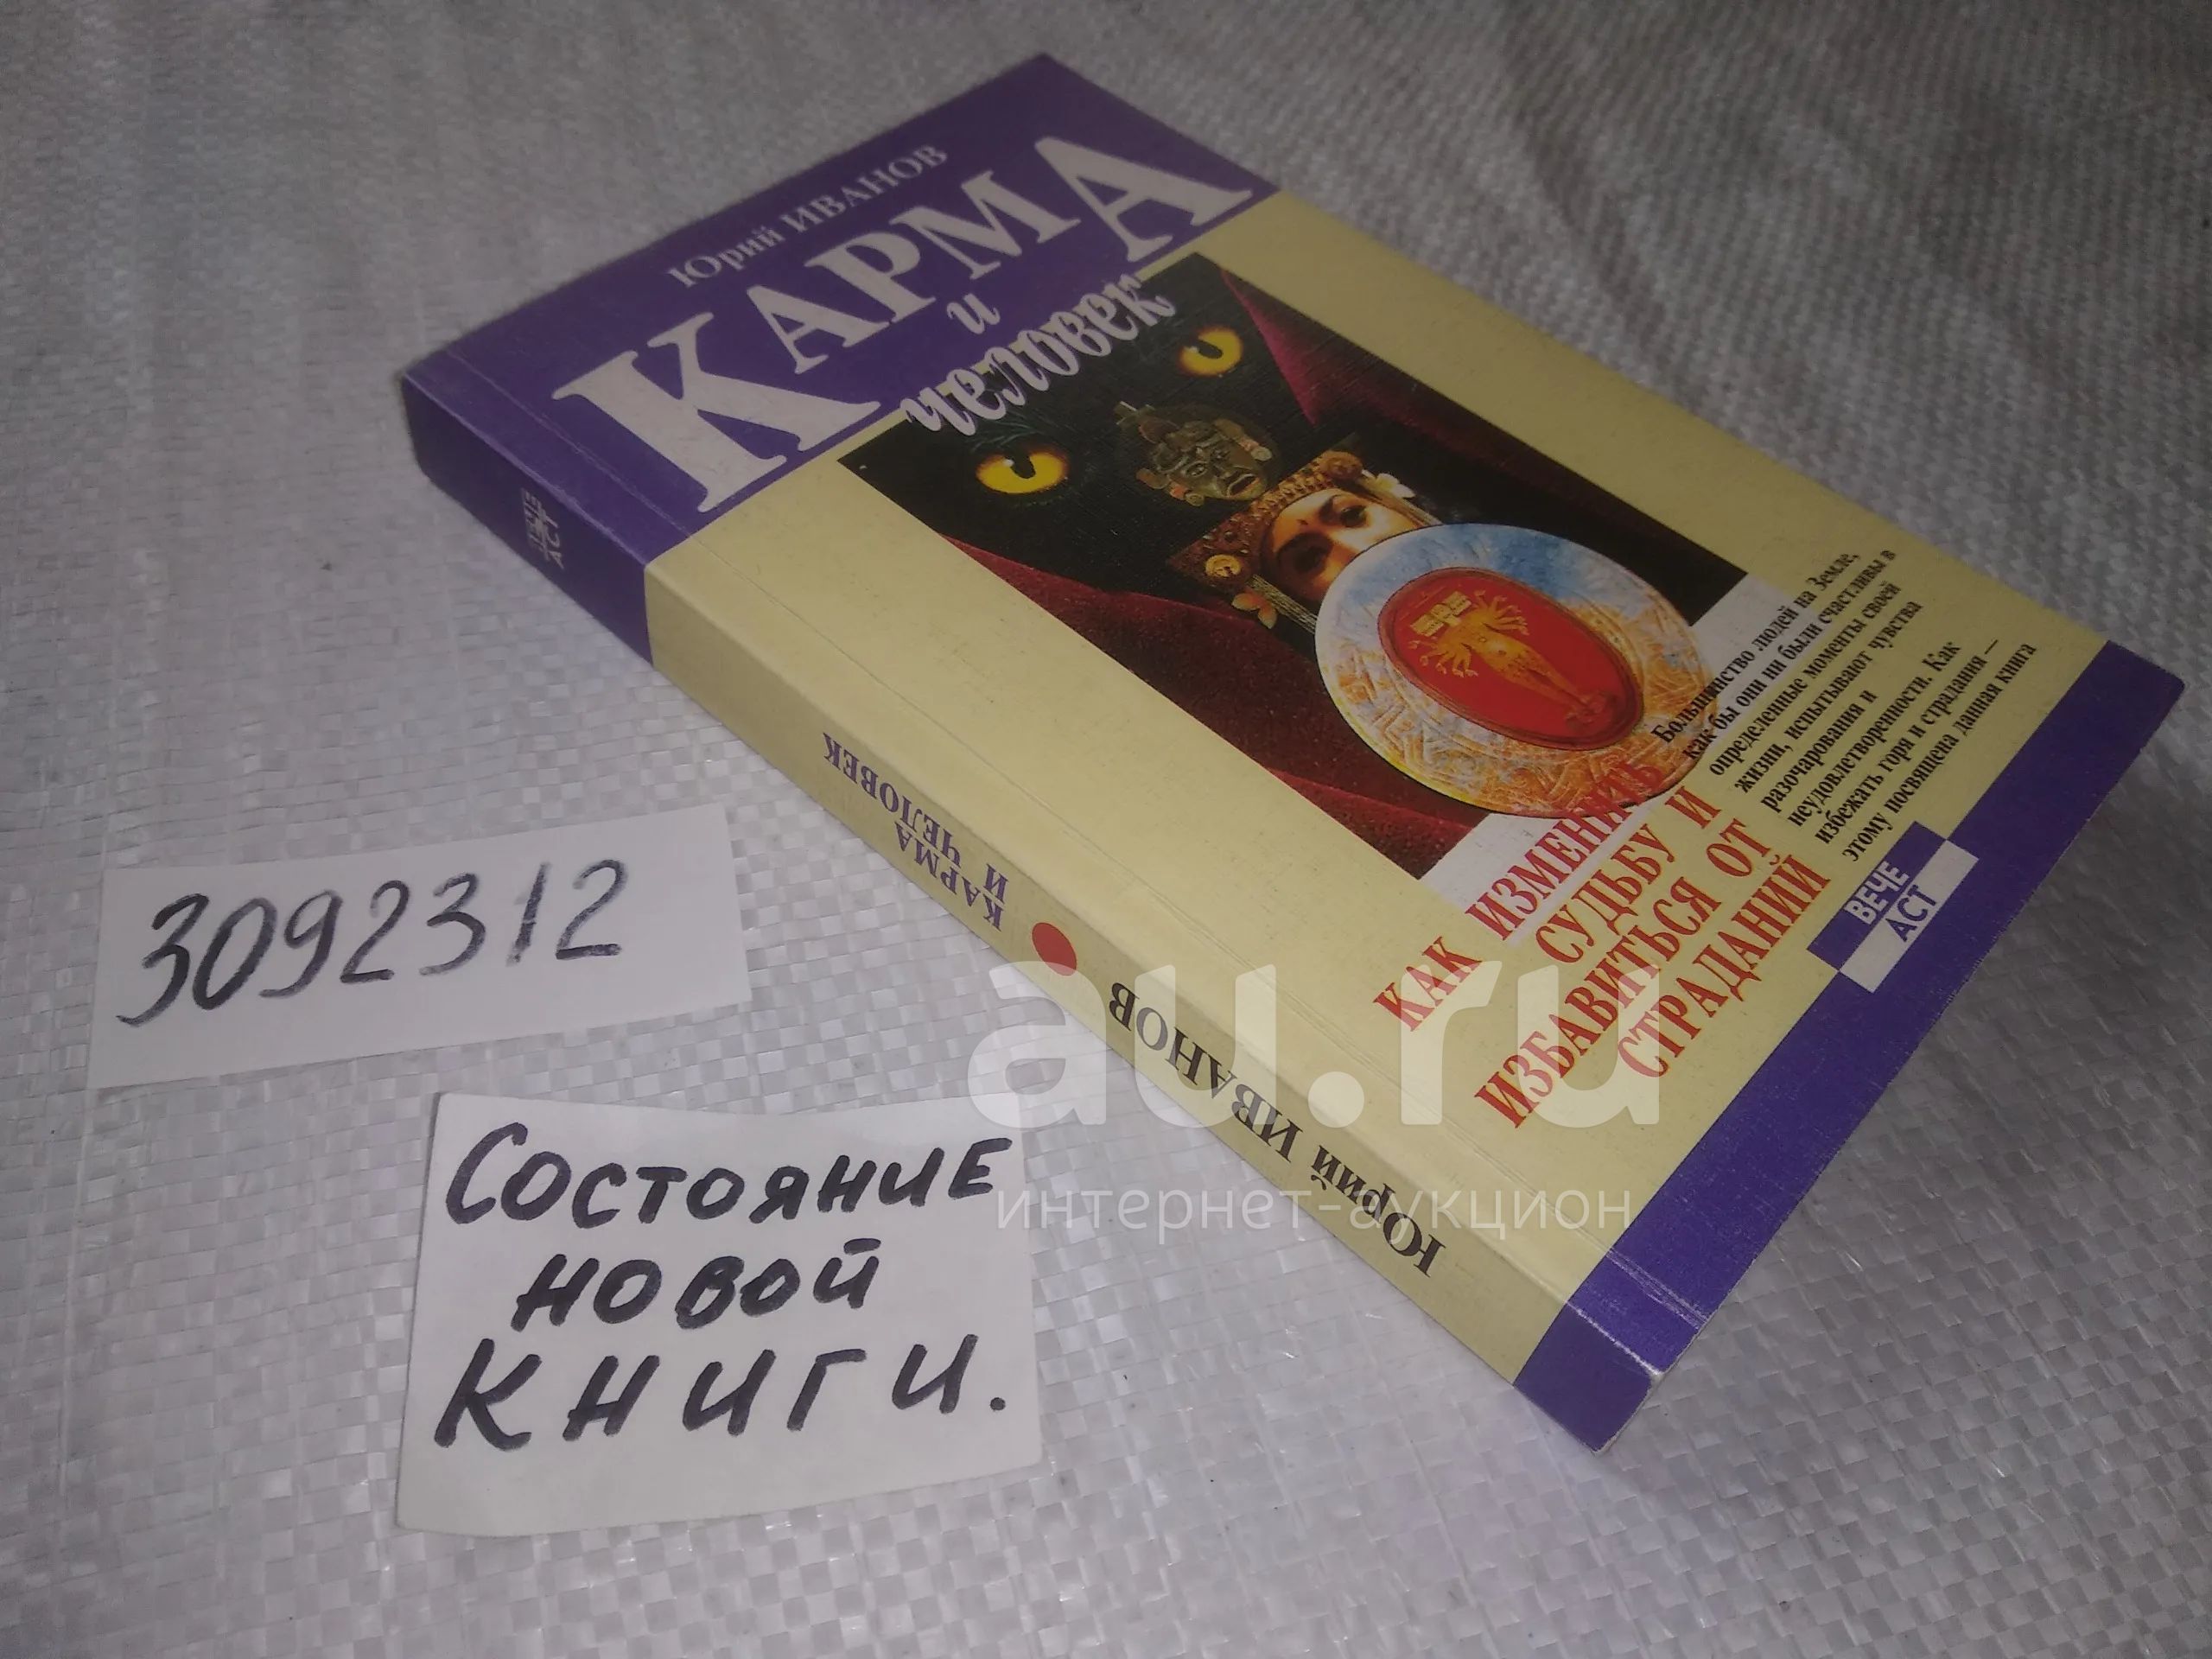 Юрий ИВАНОВ
КАРМА
и
человек
Большинство людей на Земле,
как бы они ни были счастливы в
определенные моменты своей
жизни, испытывают чувства
разочарования и
неудовлетворенности. Как
избежать горя и страдания —
этому посвящена данная книга
КАК ИЗМЕНИТЬ
СУДЬБУ И
ИЗБАВИТЬСЯ ОТ
СТРАДАНИЙ
ВЕЧЕ
АСТ
ВЕЧЕ
АСТ
КАРМА
И ЧЕЛОВЕК
Юрий ИВАНОВ
3092312
СОСТОЯНИЕ
НОВОЙ
КНИГИ.
au.ru
интернет-аукцион